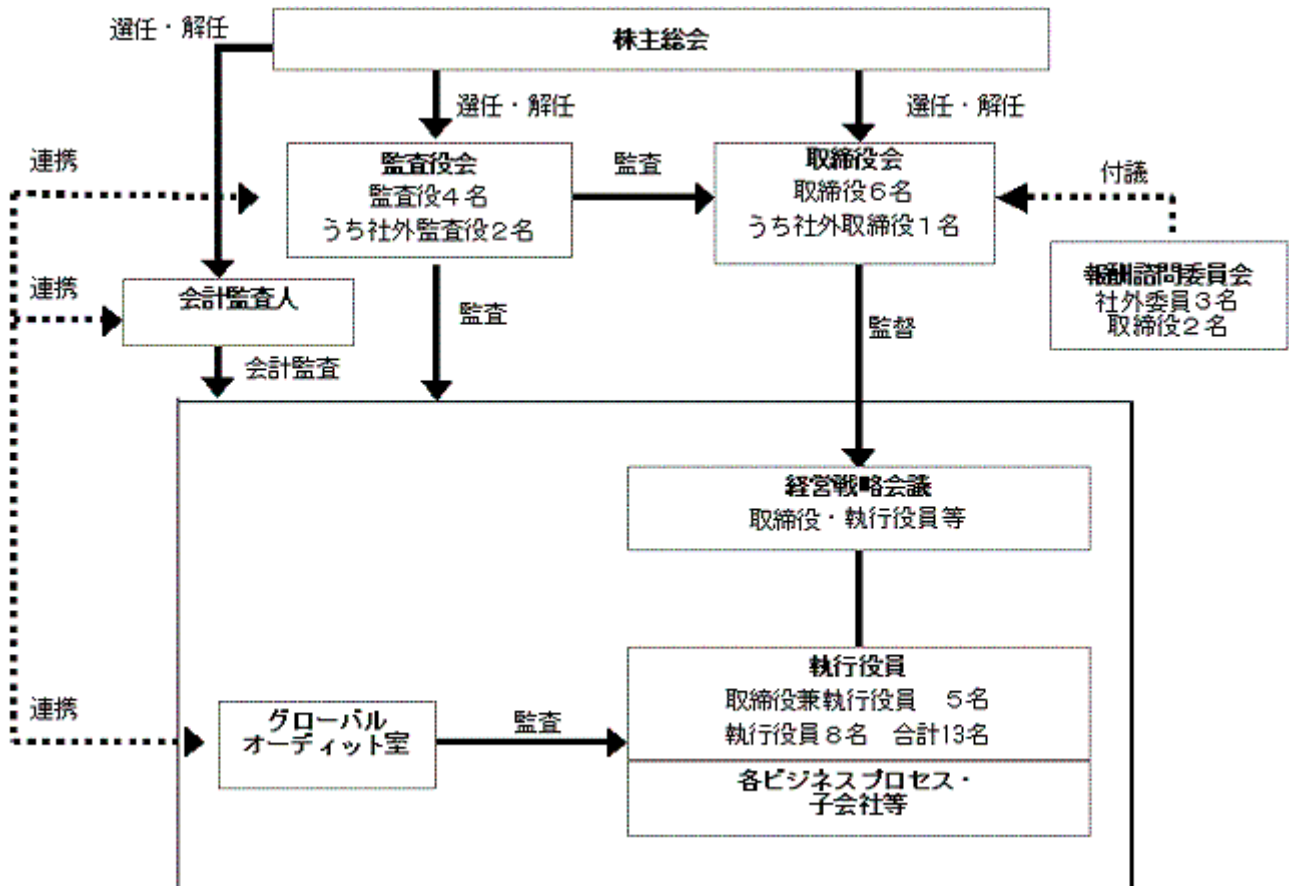 選任・解任
株主総会
選任・解任
選任・解任
連携
監査役会
監査役4名
うち社外監査役2名
監査
取締役会
取締役6名
うち社外取締役1名
付議
報酬諮問委員会
社外委員3名
取締役2名
連携
会計監査人
監査
監督
会計監査
経営戦略会議
取締役・執行役員等
執行役員
取締役兼執行役員 5名
執行役員8名 合計13名
連携
グローバル
オーディット室
監査
各ビジネスプロセス・
子会社等